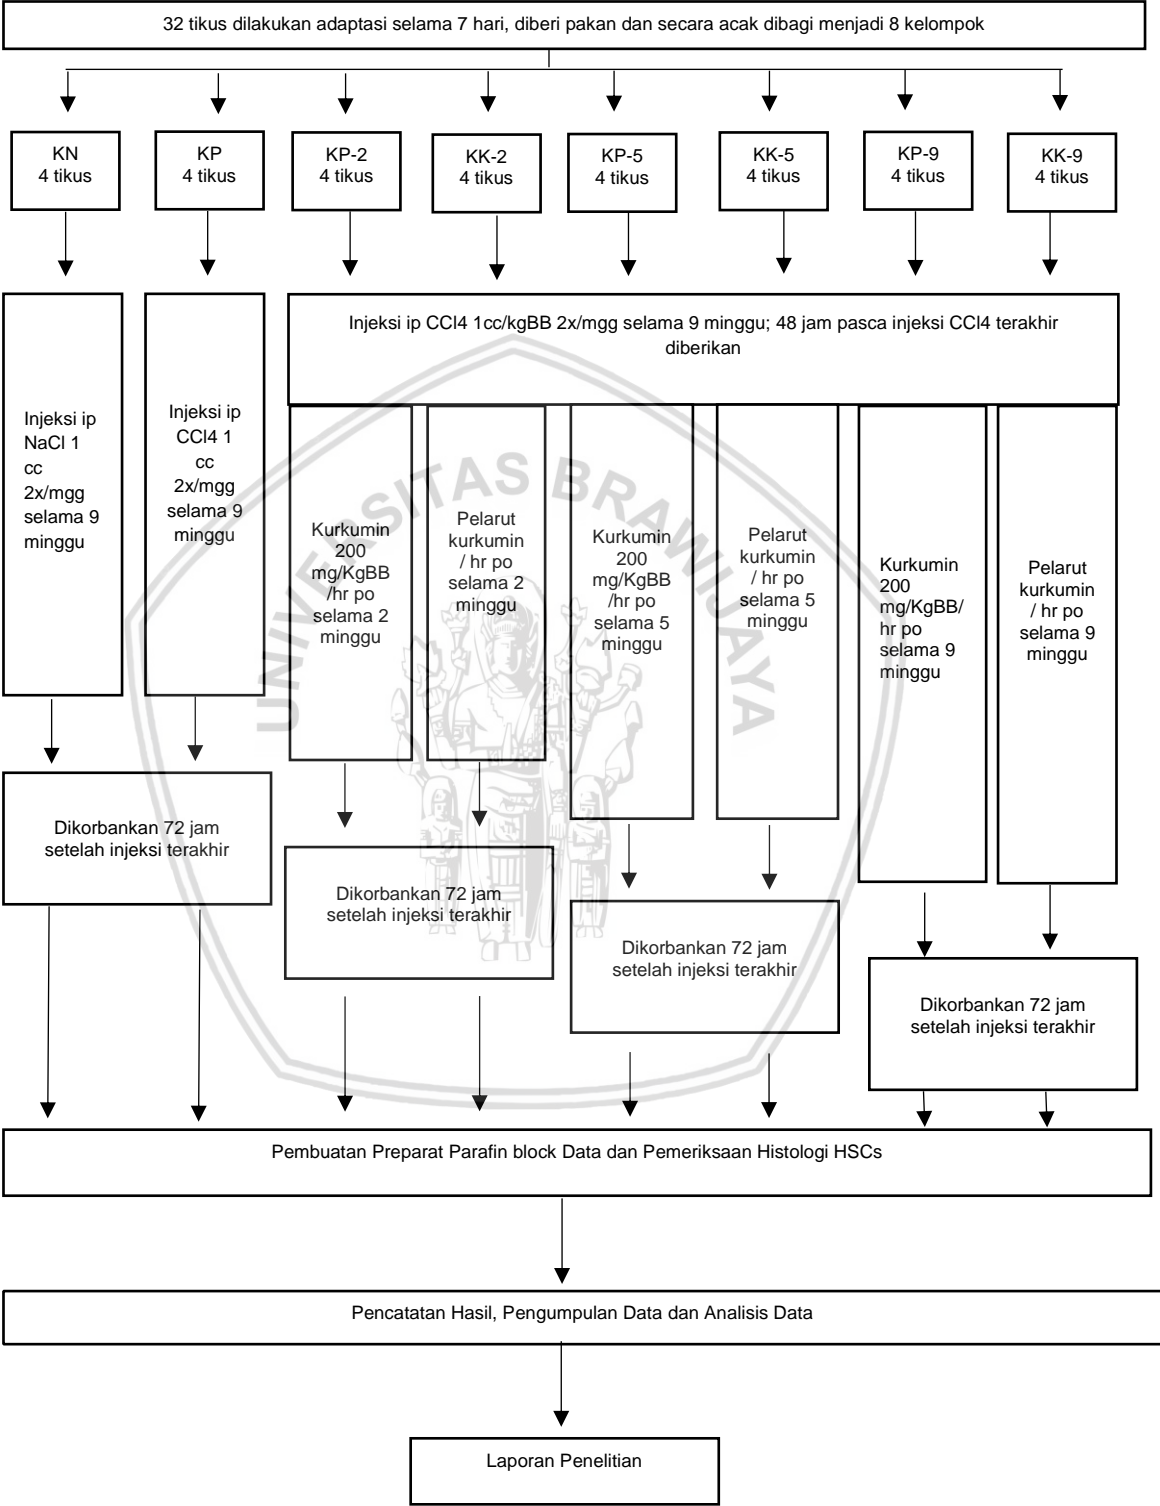 32 tikus dilakukan adaptasi selama 7 hari, diberi pakan dan secara acak dibagi menjadi 8 kelompok
KN
4 tikus
KP
4 tikus
KP-2
4 tikus
KK-2
4 tikus
KP-5
4 tikus
KK-5
4 tikus
KP-9
4 tikus
KK-9
4 tikus
Injeksi ip
NaCl 1
cc
2x/mgg
selama 9
minggu
Injeksi ip
CCl4 1
cc
2x/mgg
selama 9
minggu
Injeksi ip CCl4 1cc/kgBB 2x/mgg selama 9 minggu; 48 jam pasca injeksi CCl4 terakhir
diberikan
Kurkumin
200
mg/KgBB
/hr po
selama 2
minggu
Pelarut
kurkumin
/ hr po
selama 2
minggu
Kurkumin
200
mg/KgBB
/hr po
selama 5
minggu
Pelarut
kurkumin
/ hr po
selama 5
minggu
Kurkumin
200
mg/KgBB/
hr po
selama 9
minggu
Pelarut
kurkumin
/ hr po
selama 9
minggu
UNIVERSITAS BRAWIJAYA
Dikorbankan 72 jam
setelah injeksi terakhir
Dikorbankan 72 jam
setelah injeksi terakhir
Dikorbankan 72 jam
setelah injeksi terakhir
Dikorbankan 72 jam
setelah injeksi terakhir
Pembuatan Preparat Parafin block Data dan Pemeriksaan Histologi HSCs
Pencatatan Hasil, Pengumpulan Data dan Analisis Data
Laporan Penelitian